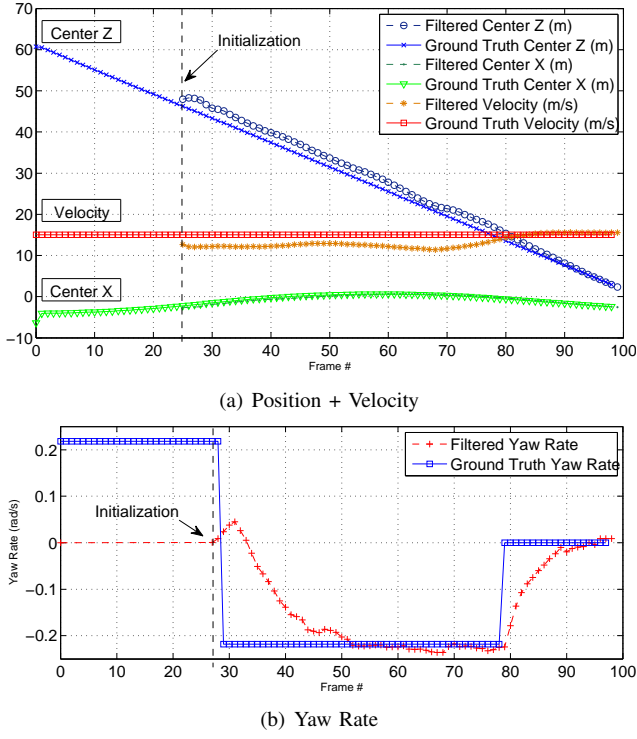 70
60
50
40
30
20
10
0
−10
Center Z
Velocity
Center X
Initialization
Filtered Center Z (m)
Ground Truth Center Z (m)
Filtered Center X (m)
Ground Truth Center X (m)
Filtered Velocity (m/s)
Ground Truth Velocity (m/s)
0 10 20 30 40 50 60 70 80 90 100
Frame #
(a) Position + Velocity
0.2
0.1
0
−0.1
−0.2
Yaw Rate (rad/s)
Initialization
Filtered Yaw Rate
Ground Truth Yaw Rate
0 10 20 30 40 50 60 70 80 90 100
Frame #
(b) Yaw Rate